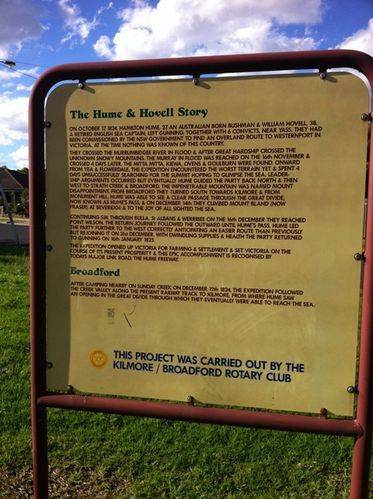 The Hume & Hovell Story
ON OCTOBER 17 1824, HAMILTON HUME, 27 AN AUSTRALIAN BORN BUSHMAN & WILLIAM HOVELL, 38,
A RETIRED ENGLISH SEA CAPTAIN, LEFT GUNNING, TOGETHER WITH 6 CONVICTS, NEAR YASS. THEY HAD
BEEN COMMISSIONED BY THE NSW GOVERNMENT TO FIND AN OVERLAND ROUTE TO WESTERNPORT IN
VICTORIA. AT THE TIME NOTHING WAS KNOWN OF THIS COUNTRY.
THEY CROSSED THE MURRUMBIDGEE RIVER IN FLOOD & AFTER GREAT HARDSHIP CROSSED THE
UNKNOWN SNOWY MOUNTAINS. THE MURRAY IN FLOOD WAS REACHED ON THE 16th NOVEMBER &
CROSSED 4 DAYS LATER. THE MITTA MITTA, KIEWA, OVENS & GOULBURN WERE FOUND. ONWARD
FROM YEA & FLOWERDALE, THE EXPEDITION ENCOUNTERED THE WORST TERRAIN YET & SPENT 4
DAYS UNSUCCESSFULLY SEARCHING FOR THE SUMMIT HOPING TO GLIMPSE THE SEA. LEADER-
SHIP ARGUMENTS OCCURRED BUT EVENTUALLY HUME GUIDED THE PARTY BACK NORTH & THEN
WEST TO STRATH CREEK & BROADFORD. THE IMPENETRABLE MOUNTAIN WAS NAMED MOUNT
DISAPPOINTMENT. FROM BROADFORD THEY TURNED SOUTH TOWARDS KILMORE & FROM
MONUMENT HILL, HUME WAS ABLE TO SEE A CLEAR PASSAGE THROUGH THE GREAT DIVIDE,
NOW KNOWN AS HUME'S PASS, & ON DECEMBER 14th THEY CLIMBED MOUNT BLAND (NOW
FRASER) AT BEVERIDGE & TO THE JOY OF ALL SIGHTED THE SEA.
CONTINUING SW. THROUGH BULLA, St ALBANS & WERRIBEE ON THE 16th DECEMBER THEY REACHED
POINT WILSON. THE RETURN JOURNEY FOLLOWED THE OUTWARD UNTIL HUME'S PASS, HUME LED
THE PARTY FURTHER TO THE WEST CORRECTLY ANTICIPATING AN EASIER ROUTE THAN PREVIOUSLY
BUT REJOINING IT ON 21st DECEMBER. WITH DWINDLING SUPPLIES & HEALTH THE PARTY RETURNED
TO GUNNING ON 18th JANUARY 1825.
THE EXPEDITION OPENED UP VICTORIA FOR FARMING & SETTLEMENT & SET VICTORIA ON THE
COURSE OF ITS PRESENT PROSPERITY & THIS EPIC ACCOMPLISHMENT IS RECOGNISED BY
TODAY'S MAJOR LINK ROAD, THE HUME FREEWAY.
Broadford
AFTER CAMPING NEARBY ON SUNDAY CREEK ON DECEMBER 12th 1824, THE EXPEDITION FOLLOWED
THE CREEK VALLEY ALONG THE PRESENT RAILWAY TRACK TO KILMORE, FROM WHERE HUME SAW
AN OPENING IN THE GREAT DIVIDE THROUGH WHICH THEY EVENTUALLY WERE ABLE TO REACH THE SEA.
THIS PROJECT WAS CARRIED OUT BY THE
KILMORE / BROADFORD ROTARY CLUB